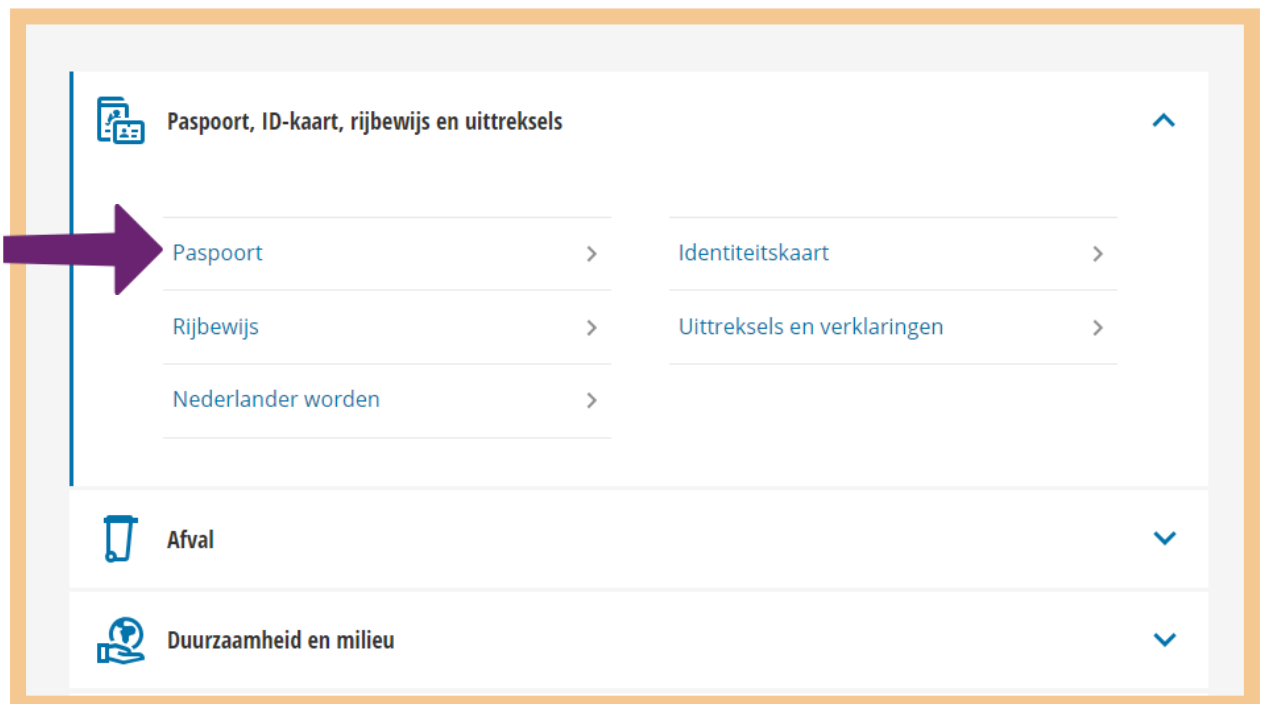 Paspoort, ID-kaart, rijbewijs en uittreksels
Paspoort
Identiteitskaart
Rijbewijs
Uittreksels en verklaringen
Nederlander worden
Afval
Duurzaamheid en milieu